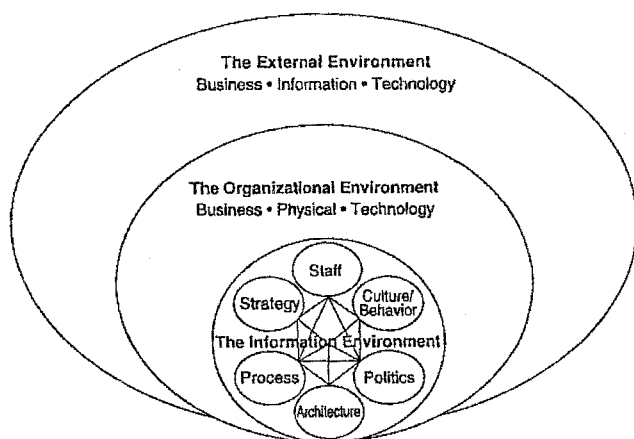 The External Environment
Business • Information • Technology
The Organizational Environment
Business • Physical • Technology
Staff
Strategy
Culture/
Behavior
The Information Environment
Process
Politics
Architecture